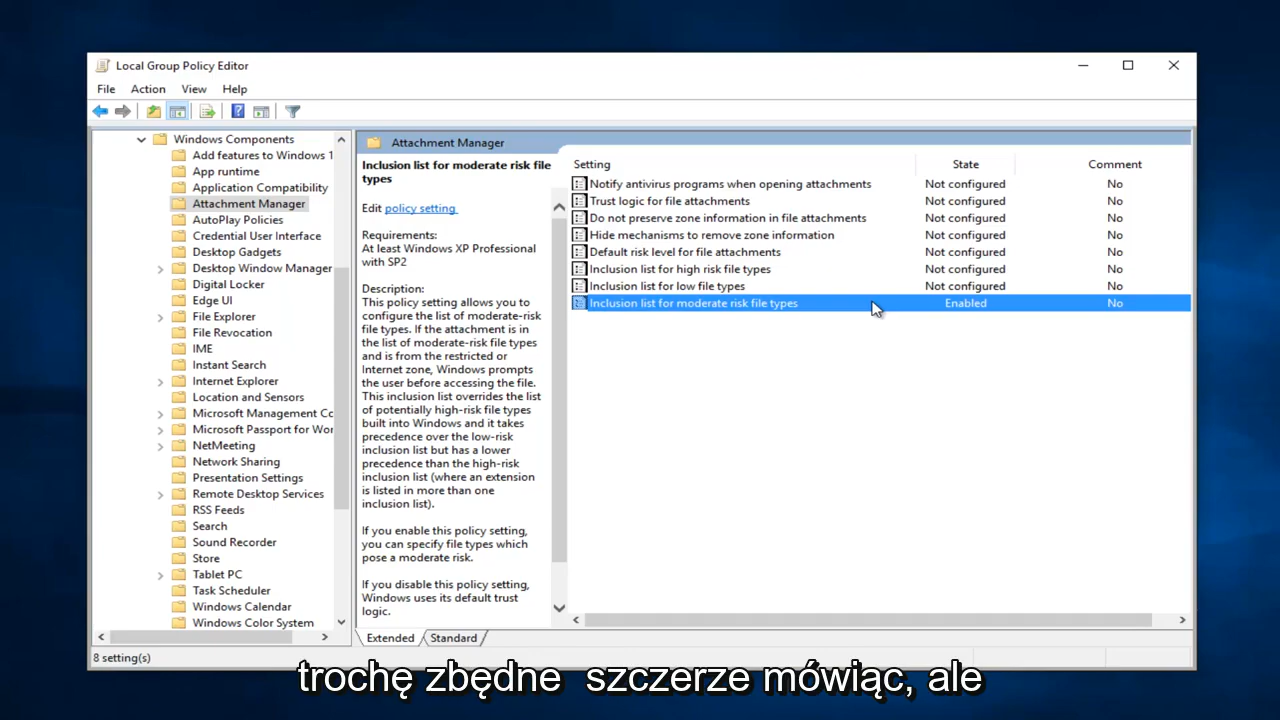 Local Group Policy Editor
File Action View Help
Windows Components
Add features to Windows 1
App runtime
Application Compatibility
Attachment Manager
AutoPlay Policies
Credential User Interface
Desktop Gadgets
Desktop Window Manager
Digital Locker
Edge UI
File Explorer
File Revocation
IME
Instant Search
Internet Explorer
Location and Sensors
Microsoft Management Co
Microsoft Passport for Wor
NetMeeting
Network Sharing
Presentation Settings
Remote Desktop Services
RSS Feeds
Search
Sound Recorder
Store
Tablet PC
Task Scheduler
Windows Calendar
Windows Color System
Attachment Manager
Inclusion list for moderate risk file
types
Edit policy setting
Requirements:
At least Windows XP Professional
with SP2
Description:
This policy setting allows you to
configure the list of moderate-risk
file types. If the attachment is in
the list of moderate-risk file types
and is from the restricted or
Internet zone, Windows prompts
the user before accessing the file.
This inclusion list overrides the list
of potentially high-risk file types
built into Windows and it takes
precedence over the low-risk
inclusion list but has a lower
precedence than the high-risk
inclusion list (where an extension
is listed in more than one
inclusion list).
If you enable this policy setting,
you can specify file types which
pose a moderate risk.
If you disable this policy setting,
Windows uses its default trust
logic.
Setting State Comment
Notify antivirus programs when opening attachments Not configured No
Trust logic for file attachments Not configured No
Do not preserve zone information in file attachments Not configured No
Hide mechanisms to remove zone information Not configured No
Default risk level for file attachments Not configured No
Inclusion list for high risk file types Not configured No
Inclusion list for low file types Not configured No
Inclusion list for moderate risk file types Enabled No
Extended Standard
8 setting(s)
trochę zbędne szczerze mówiąc, ale